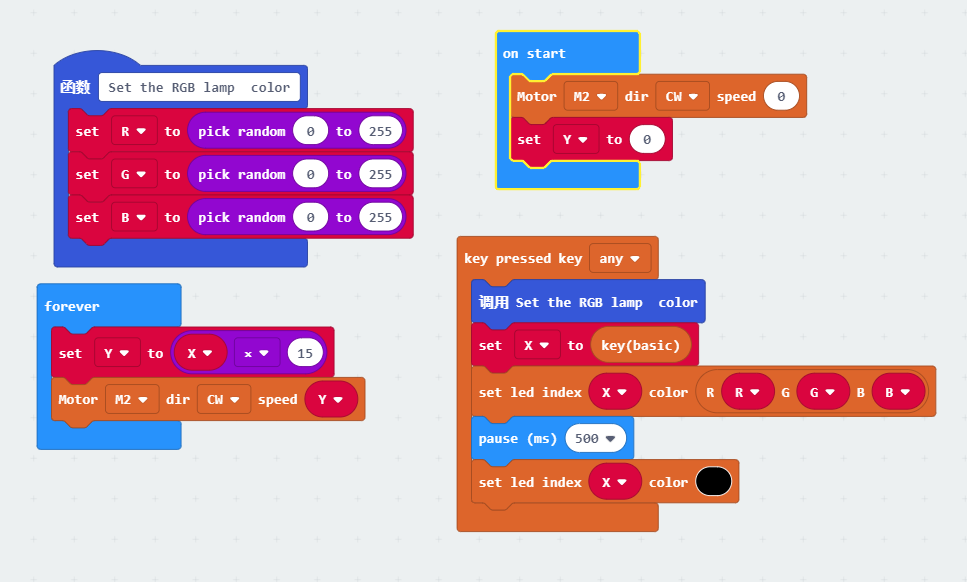 函数 Set the RGB lamp color
set R to pick random 0 to 255
set G to pick random 0 to 255
set B to pick random 0 to 255
on start
Motor M2 dir CW speed 0
set Y to 0
forever
set Y to X × 15
Motor M2 dir CW speed Y
key pressed key any
调用 Set the RGB lamp color
set X to key(basic)
set led index X color R R G G B B
pause (ms) 500
set led index X color